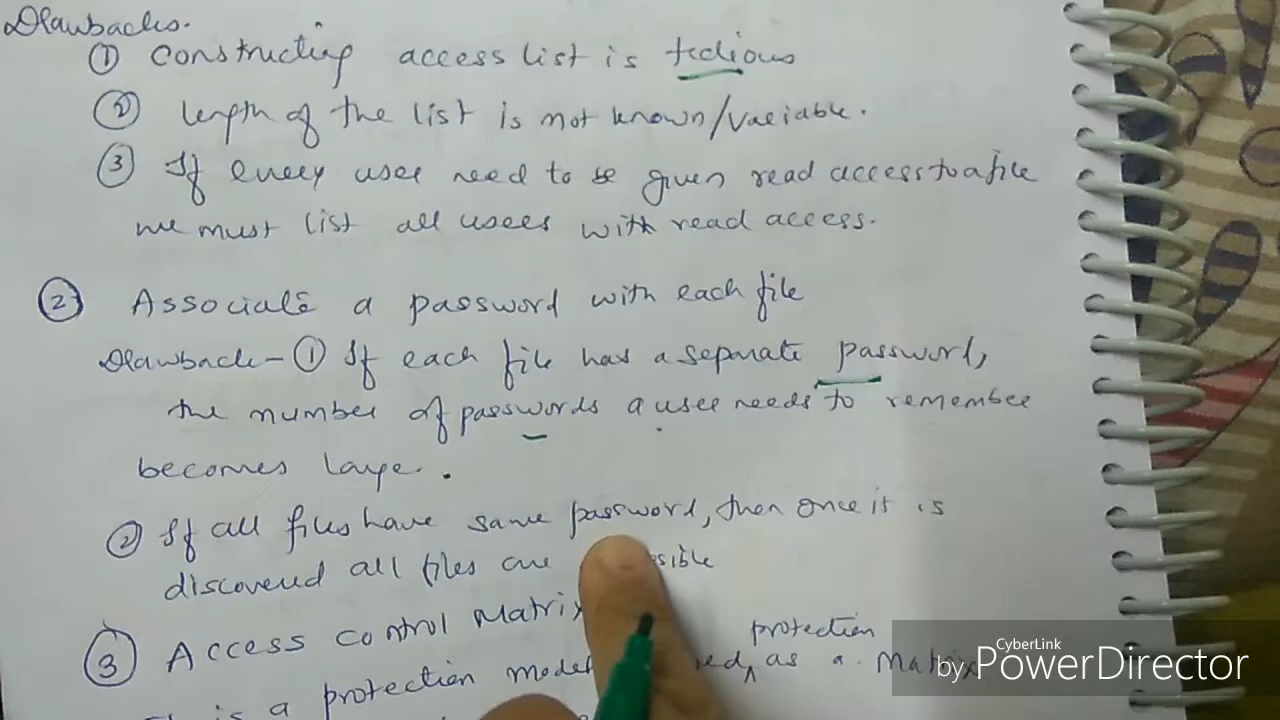 Drawbacks.
① Constructing access list is tedious
② length of the list is not known/variable.
③ If every user need to be given read access to a file
we must list all users with read access.
② Associate a password with each file
Drawback - ① If each file has a separate password,
the number of passwords a user needs to remember
becomes large.
② If all files have same password, then once it is
discovered all files are
③ Access control Matrix
protection
It is a protection model as a Matrix
CyberLink
by PowerDirector